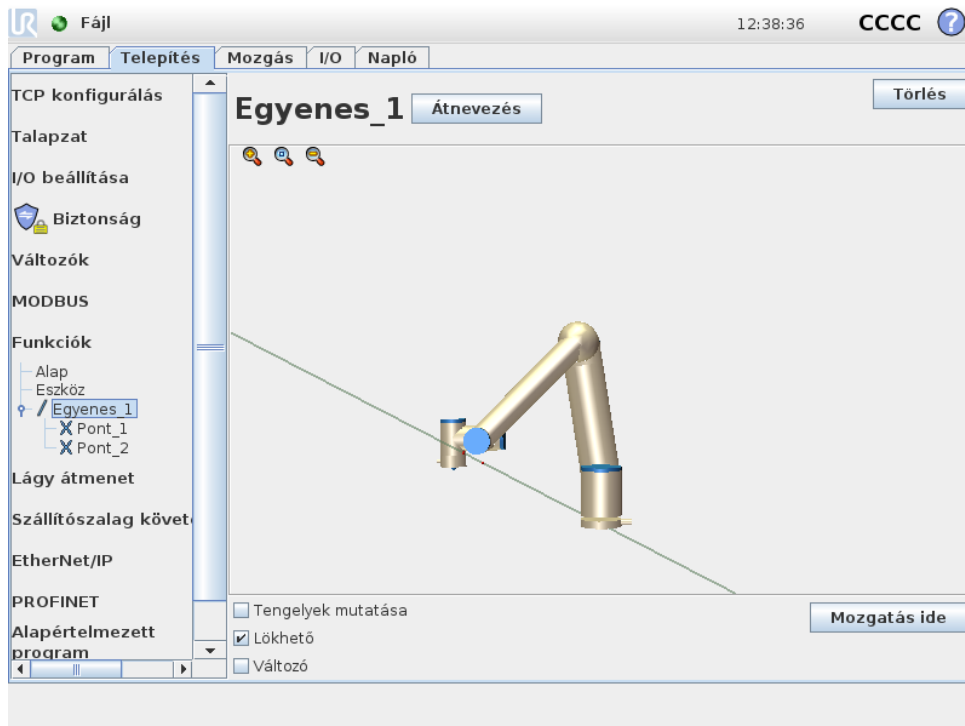 UR Fájl 12:38:36 CCCC ?
Program Telepítés Mozgás I/O Napló
TCP konfigurálás
Talapzat
I/O beállítása
Biztonság
Változók
MODBUS
Funkciók
Alap
Eszköz
Egyenes_1
Pont_1
Pont_2
Lágy átmenet
Szállítószalag követ
EtherNet/IP
PROFINET
Alapértelmezett
program
Egyenes_1 Átnevezés Törlés
Tengelyek mutatása
Lökhető
Változó
Mozgatás ide